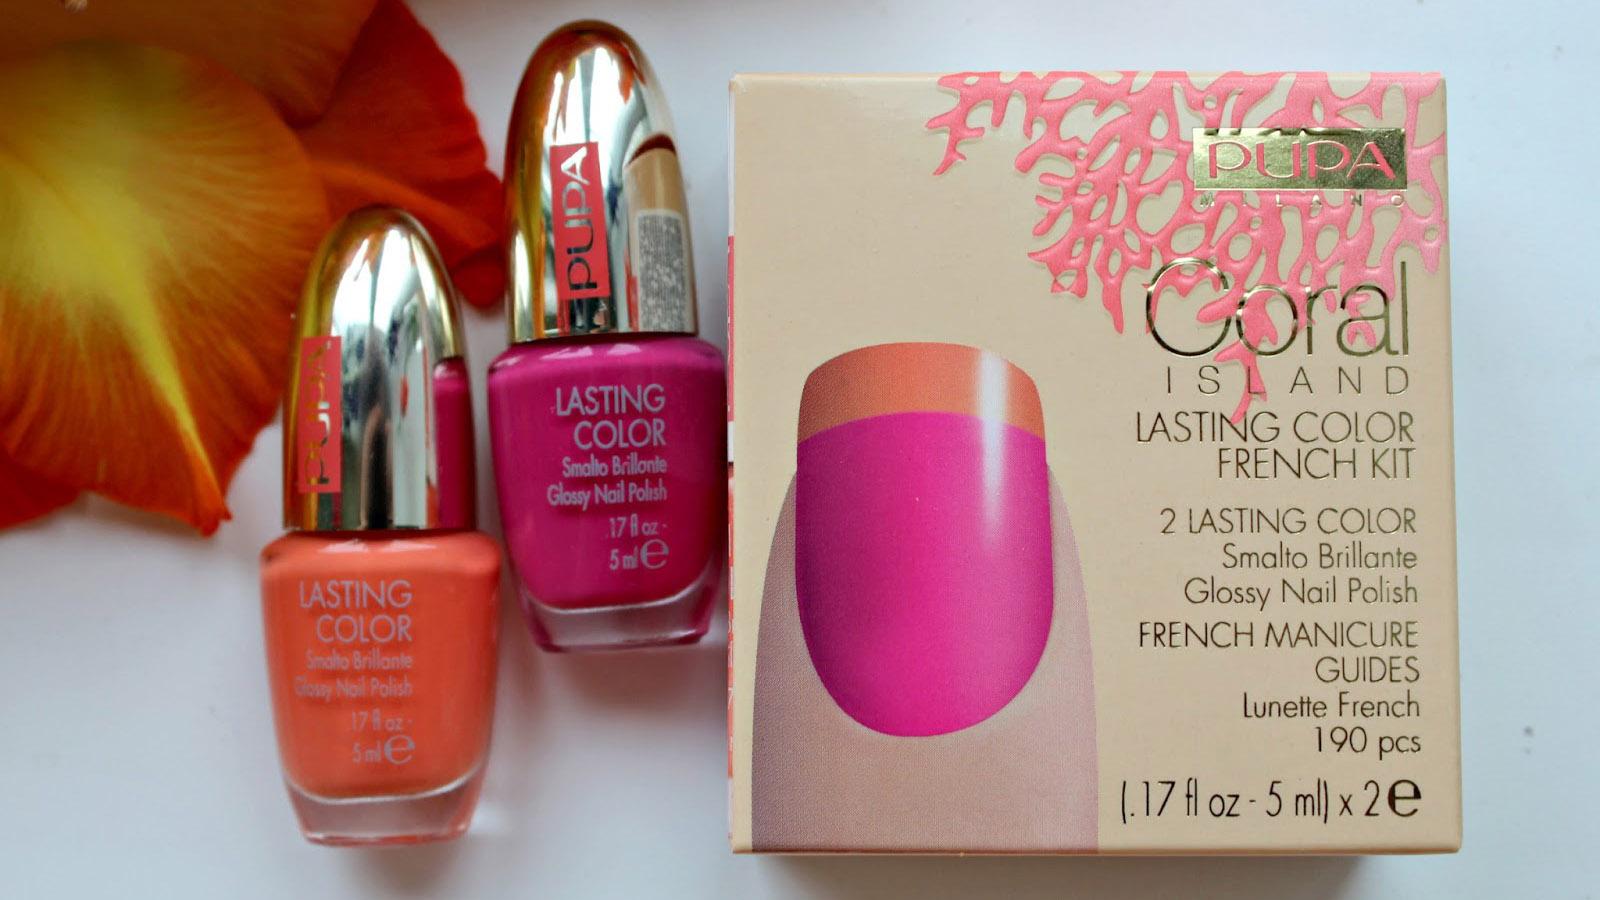 PUPA
LASTING
COLOR
Smalto Brillante
Glossy Nail Polish
.17 fl oz -
5 ml e
PUPA
LASTING
COLOR
Smalto Brillante
Glossy Nail Polish
.17 fl oz -
5 ml e
PUPA
MILANO
Coral
ISLAND
LASTING COLOR
FRENCH KIT
2 LASTING COLOR
Smalto Brillante
Glossy Nail Polish
FRENCH MANICURE
GUIDES
Lunette French
190 pcs
(.17 fl oz - 5 ml) x 2 e